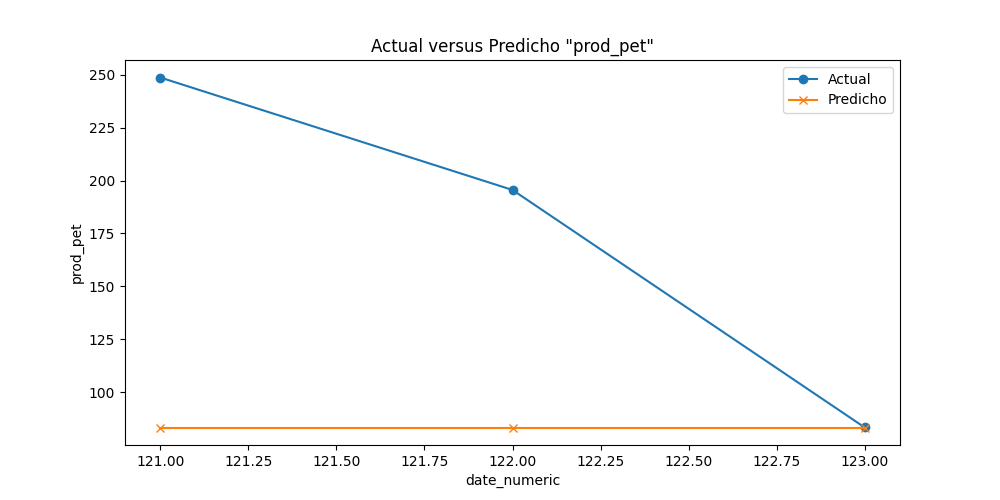 Actual versus Predicho "prod_pet"
Actual
Predicho
250
225
200
175
150
125
100
prod_pet
121.00 121.25 121.50 121.75 122.00 122.25 122.50 122.75 123.00
date_numeric